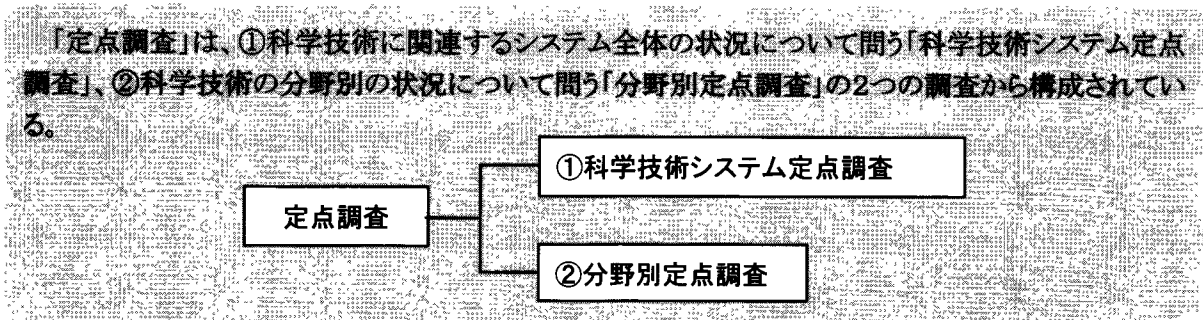 「定点調査」は、①科学技術に関連するシステム全体の状況について問う「科学技術システム定点
調査」、②科学技術の分野別の状況について問う「分野別定点調査」の2つの調査から構成されてい
る。
①科学技術システム定点調査
定点調査
②分野別定点調査